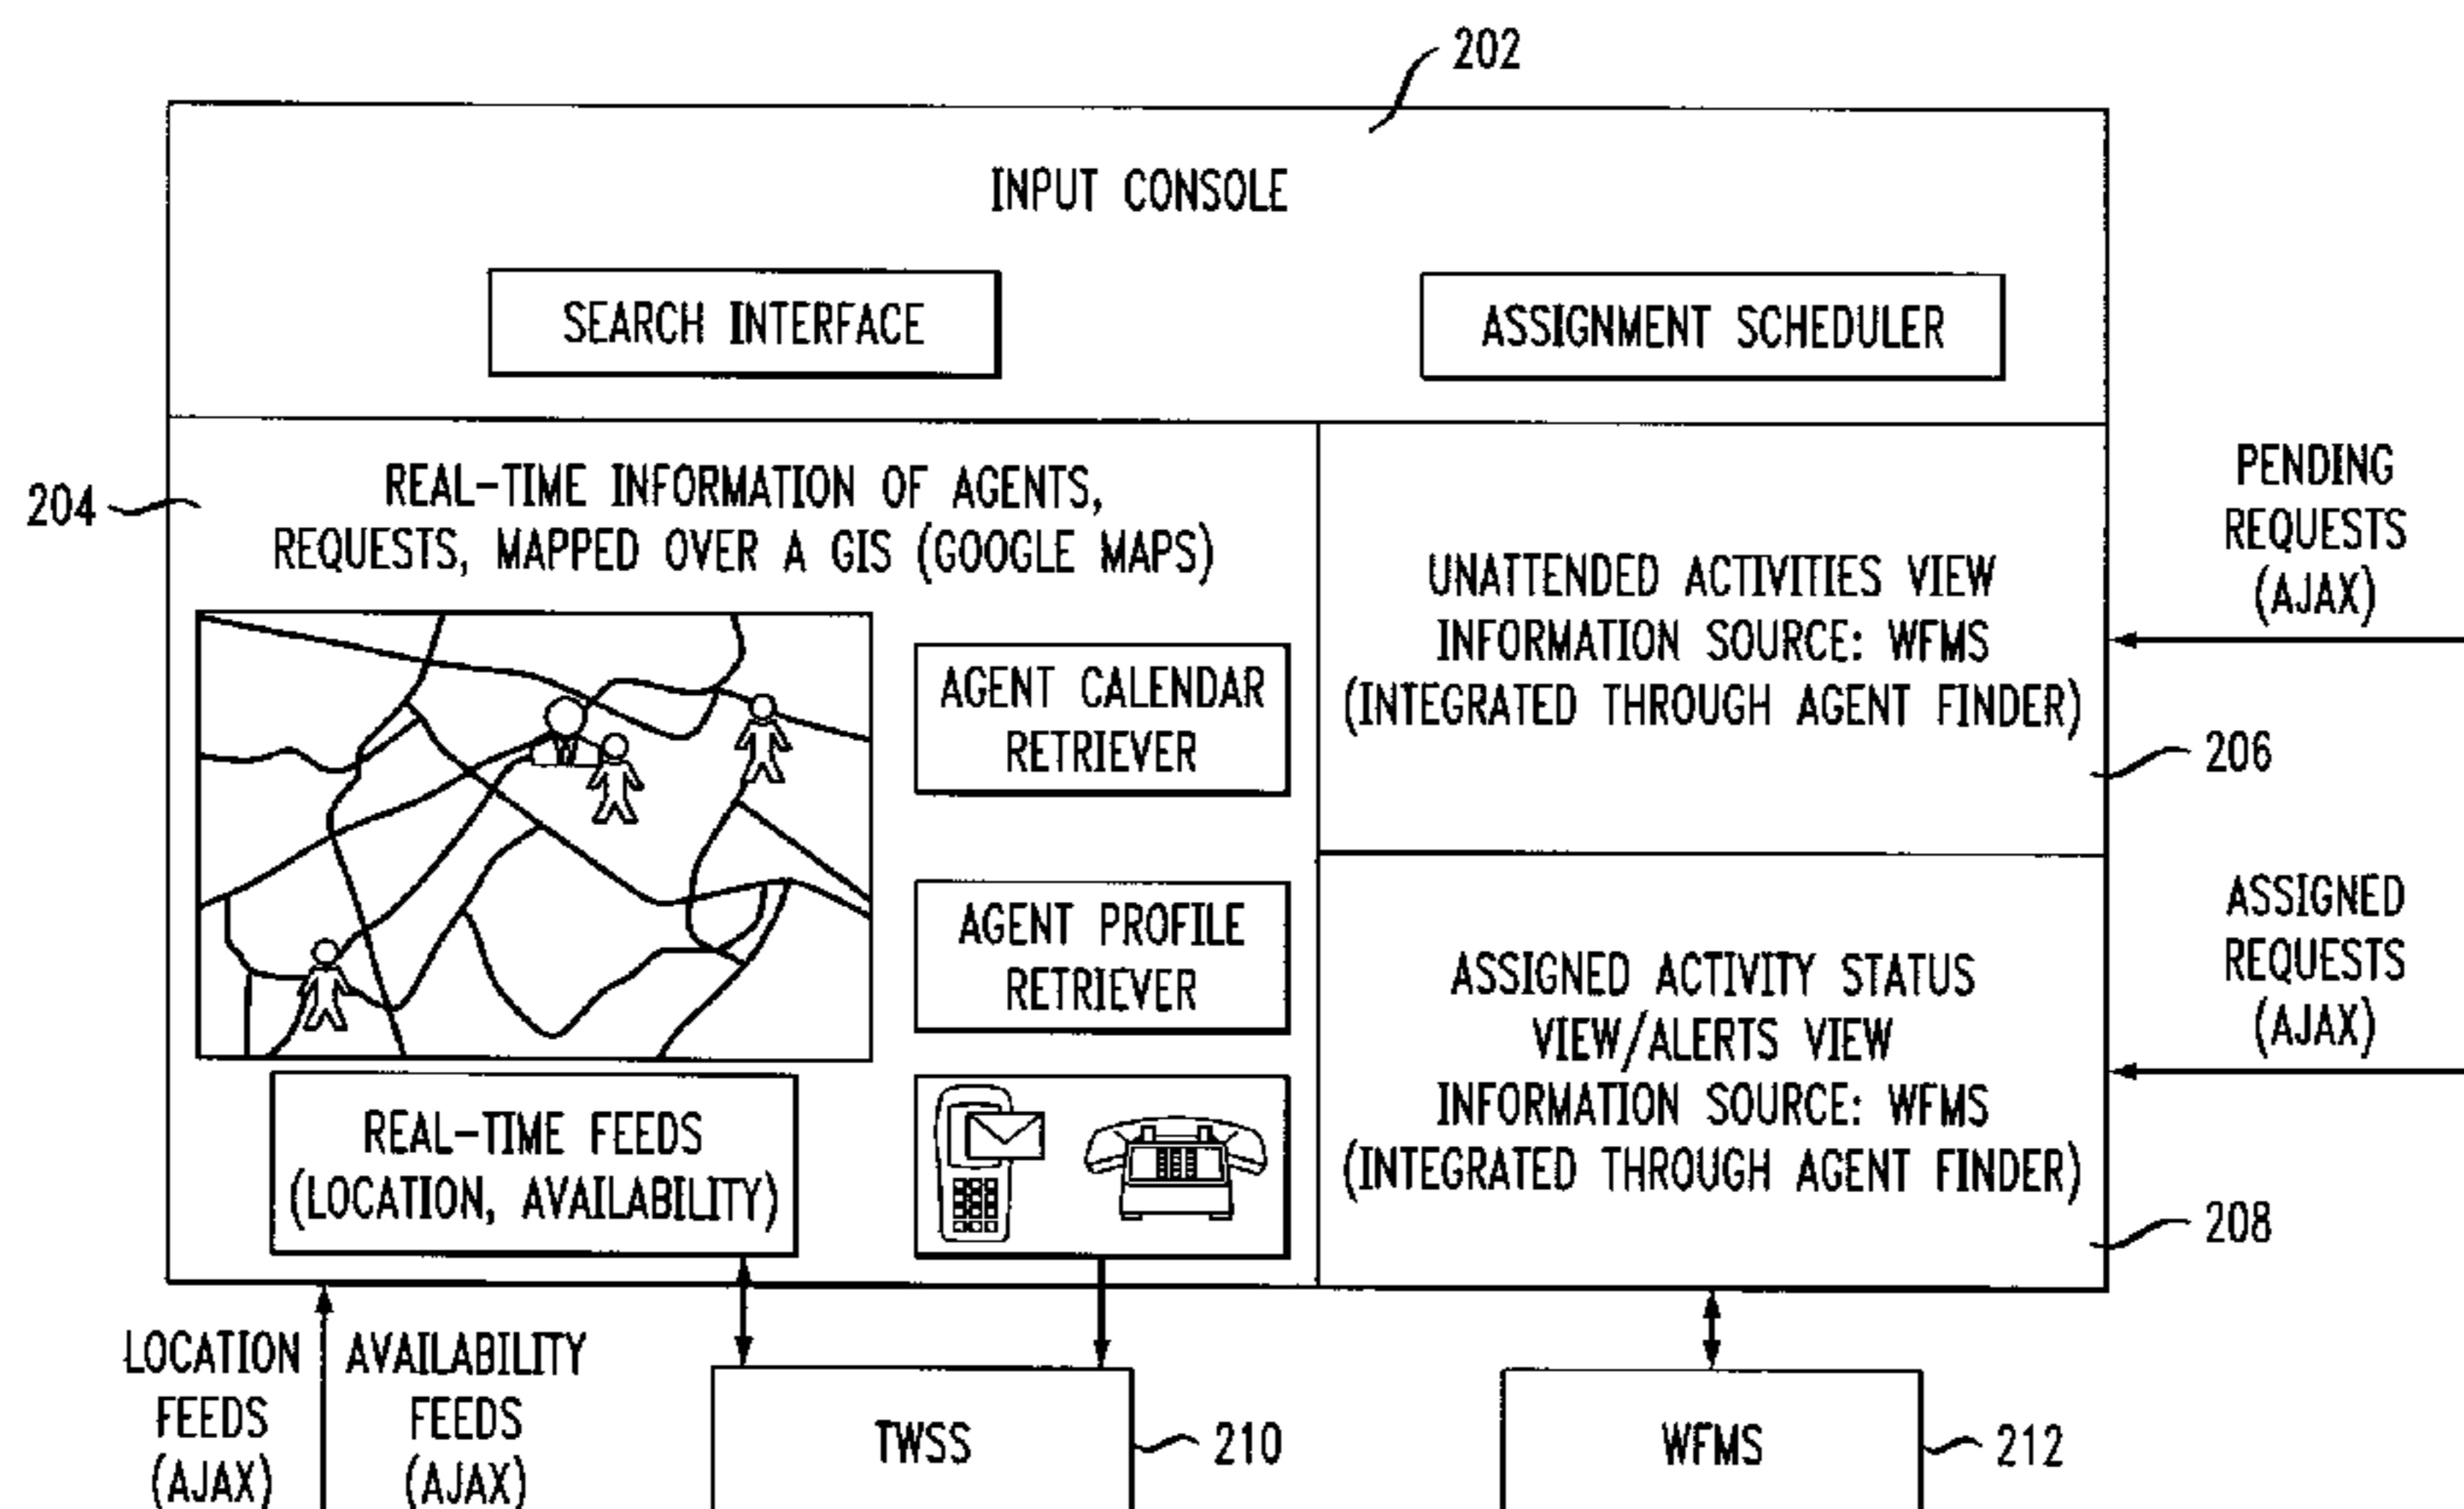 202
INPUT CONSOLE
SEARCH INTERFACE
ASSIGNMENT SCHEDULER
204
REAL-TIME INFORMATION OF AGENTS,
REQUESTS, MAPPED OVER A GIS (GOOGLE MAPS)
AGENT CALENDAR
RETRIEVER
AGENT PROFILE
RETRIEVER
REAL-TIME FEEDS
(LOCATION, AVAILABILITY)
UNATTENDED ACTIVITIES VIEW
INFORMATION SOURCE: WFMS
(INTEGRATED THROUGH AGENT FINDER)
206
PENDING
REQUESTS
(AJAX)
ASSIGNED ACTIVITY STATUS
VIEW/ALERTS VIEW
INFORMATION SOURCE: WFMS
(INTEGRATED THROUGH AGENT FINDER)
208
ASSIGNED
REQUESTS
(AJAX)
LOCATION
FEEDS
(AJAX)
AVAILABILITY
FEEDS
(AJAX)
TWSS
210
WFMS
212